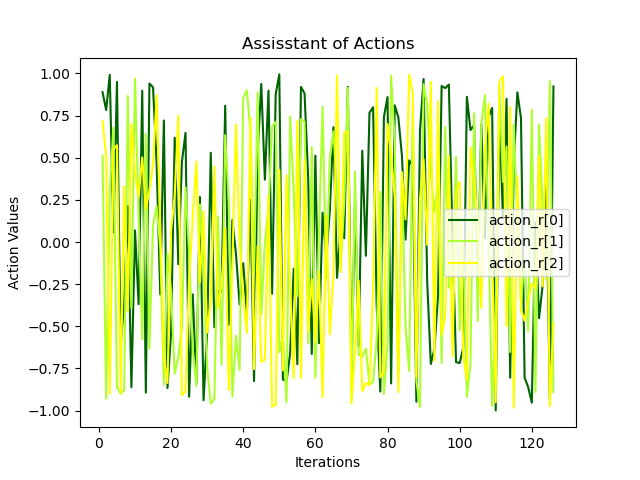 Assisstant of Actions
Action Values
1.00
0.75
0.50
0.25
0.00
−0.25
−0.50
−0.75
−1.00
action_r[0]
action_r[1]
action_r[2]
0 20 40 60 80 100 120
Iterations